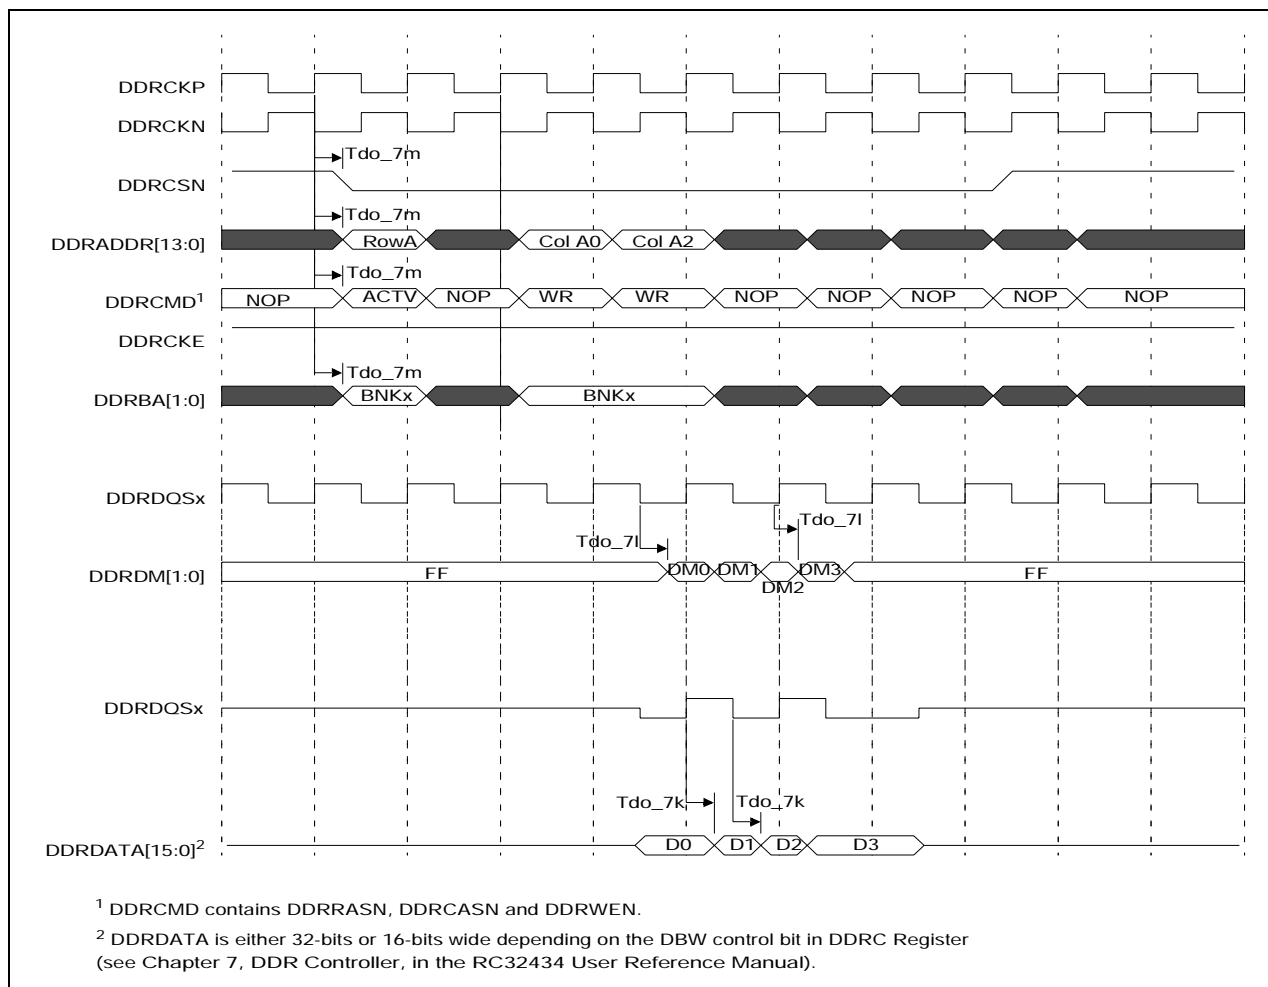 DDRCKP
DDRCKN
Tdo_7m
DDRCSN
Tdo_7m
DDRADDR[13:0] RowA Col A0 Col A2
Tdo_7m
DDRCMD1 NOP ACTV NOP WR WR NOP NOP NOP NOP NOP
DDRCKE
Tdo_7m
DDRBA[1:0] BNKx BNKx
DDRDQSx
Tdo_7l
Tdo_7l
DDRDM[1:0] FF DM0 DM1 DM2 DM3 FF
DDRDQSx
Tdo_7k Tdo_7k
DDRDATA[15:0]2 D0 D1 D2 D3
1 DDRCMD contains DDRRASN, DDRCASN and DDRWEN.
2 DDRDATA is either 32-bits or 16-bits wide depending on the DBW control bit in DDRC Register
(see Chapter 7, DDR Controller, in the RC32434 User Reference Manual).